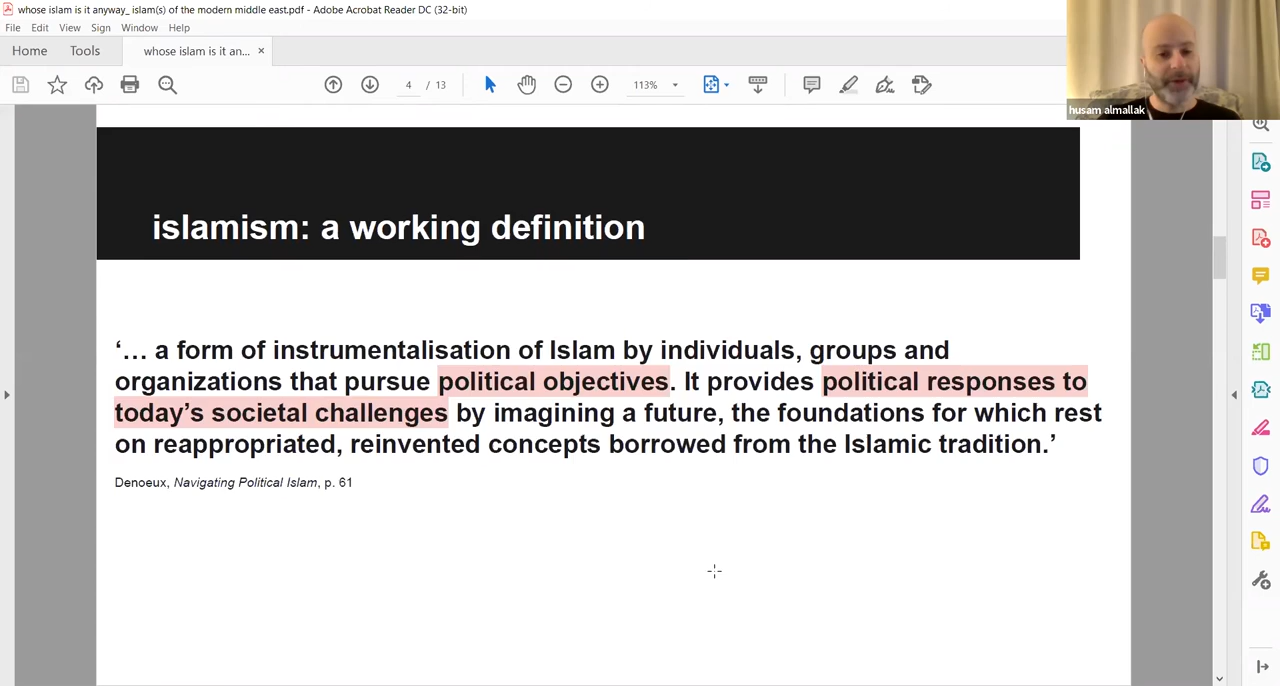 whose islam is it anyway_ islam(s) of the modern middle east.pdf - Adobe Acrobat Reader DC (32-bit)
File Edit View Sign Window Help
Home Tools whose islam is it an... ×
4 / 13 113%
husam almallak
islamism: a working definition
‘… a form of instrumentalisation of Islam by individuals, groups and
organizations that pursue political objectives. It provides political responses to
today’s societal challenges by imagining a future, the foundations for which rest
on reappropriated, reinvented concepts borrowed from the Islamic tradition.’
Denoeux, Navigating Political Islam, p. 61